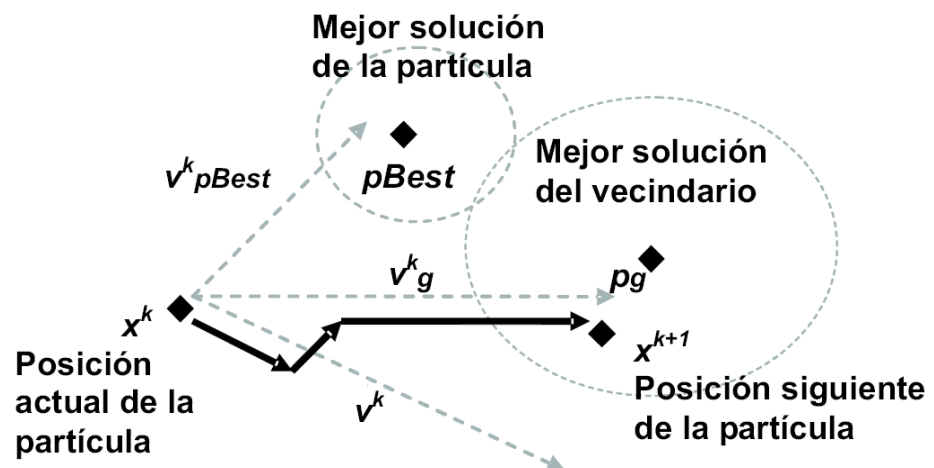 Mejor solución
de la partícula
v^k pBest
pBest
Mejor solución
del vecindario
v^k g
pg
x^k
x^k+1
Posición
actual de la
partícula
v^k
Posición siguiente
de la partícula